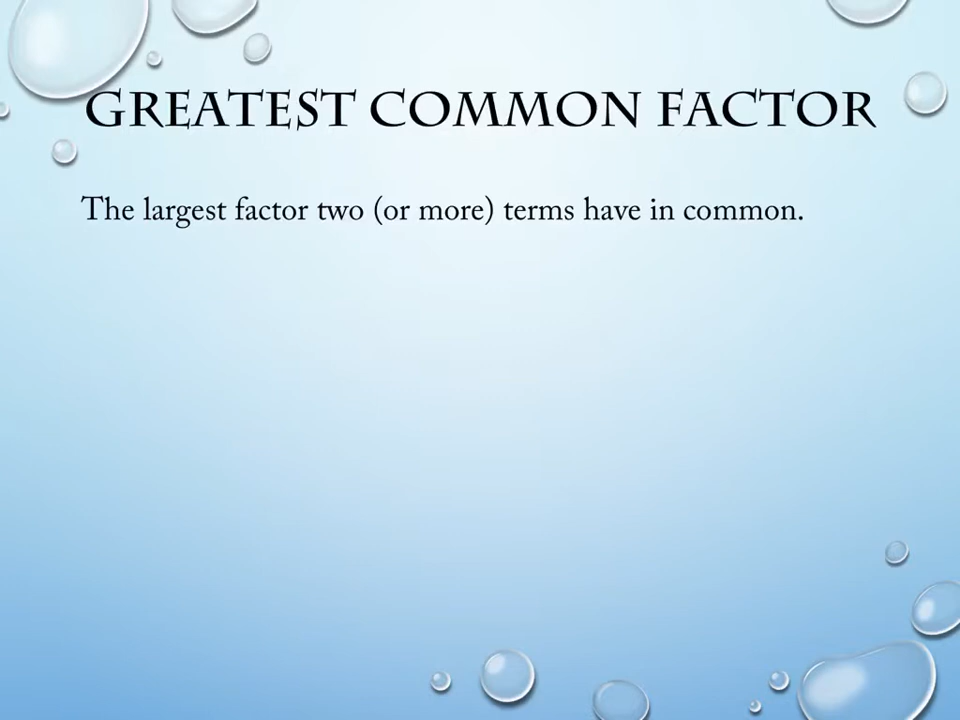 GREATEST COMMON FACTOR
The largest factor two (or more) terms have in common.